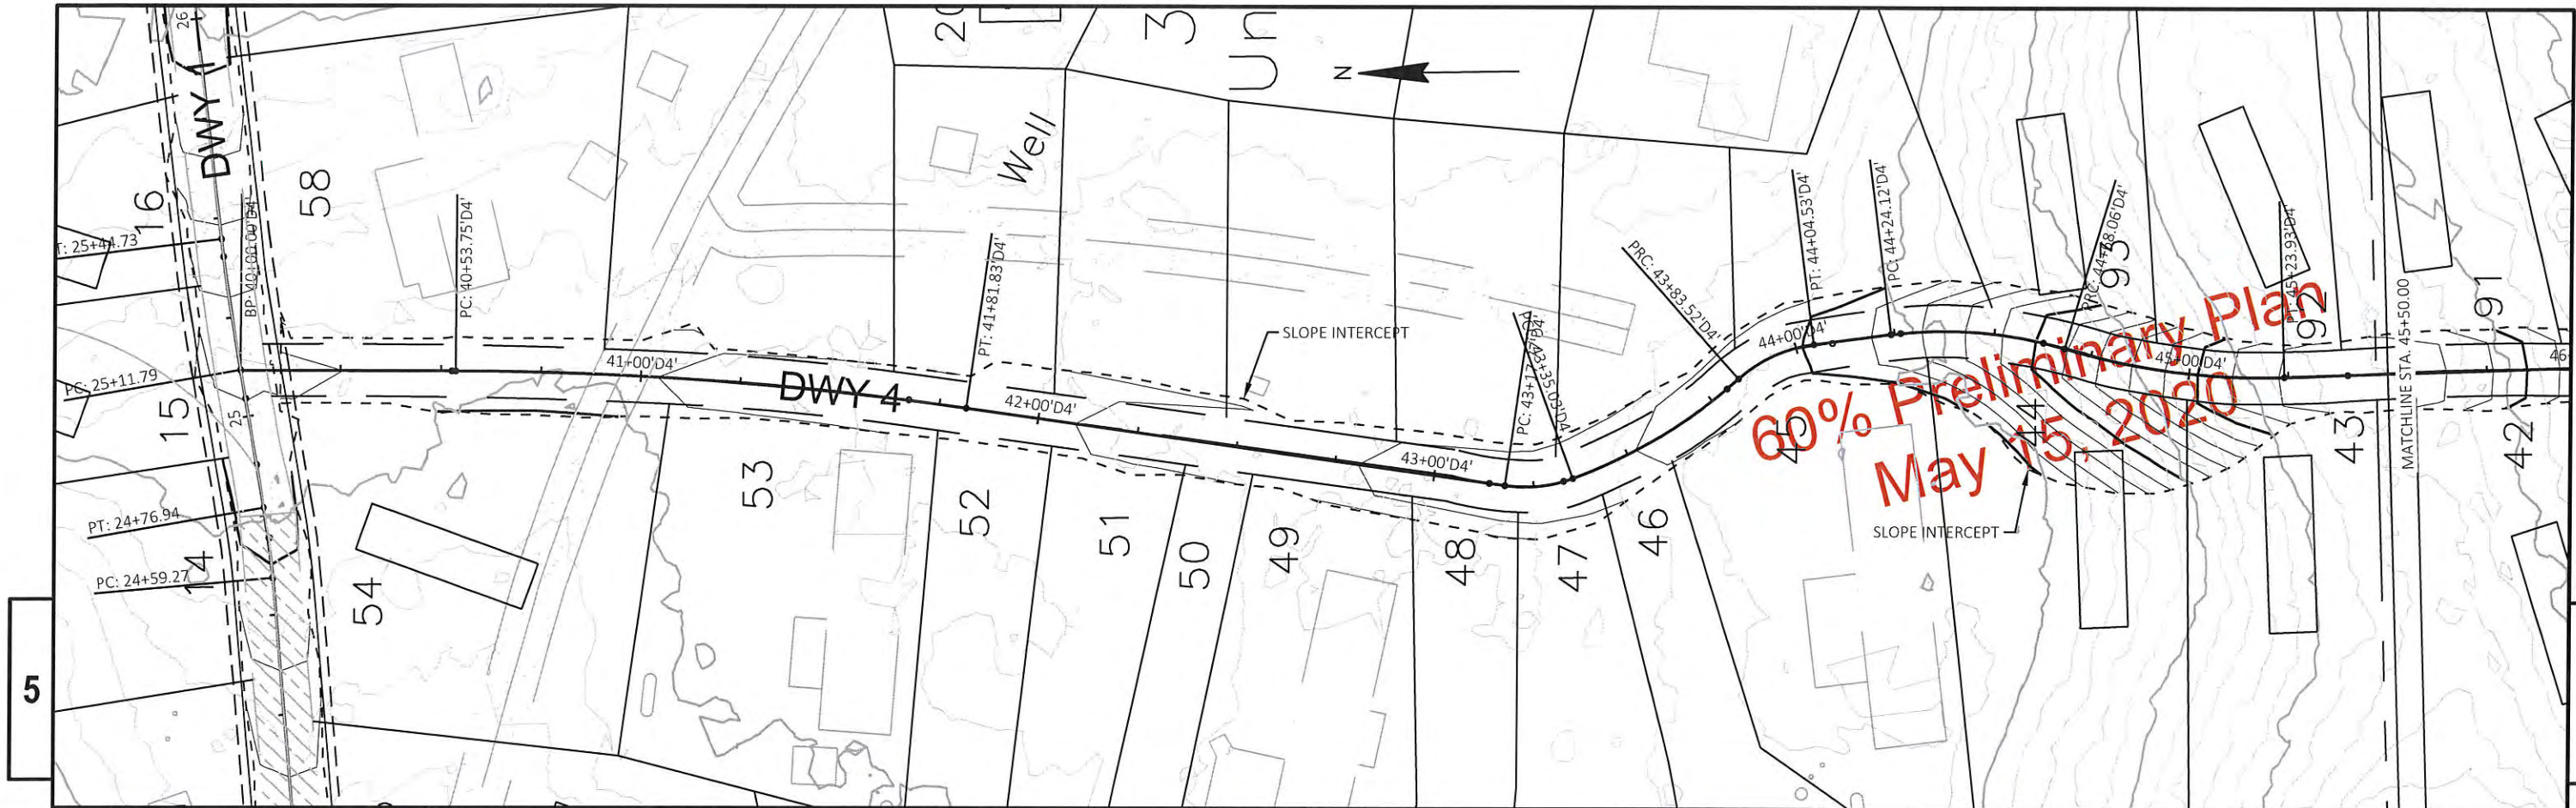 26
DWY 1
16
58
T: 25+44.73
BP: 40+00.00'D4'
PC: 40+53.75'D4'
PC: 25+11.79
15
25
PT: 24+76.94
14
PC: 24+59.27
54
5
41+00'D4'
DWY 4
PT: 41+81.83'D4'
42+00'D4'
Well
N
SLOPE INTERCEPT
43+00'D4'
53
52
51
50
49
48
47
46
45
44
43
42
PRC: 43+83.52'D4'
44+00'D4'
PT: 44+04.53'D4'
PC: 44+24.12'D4'
93
45+00'D4'
92
91
46
MATCHLINE STA. 45+50.00
SLOPE INTERCEPT
60% Preliminary Plan
May 15, 2020